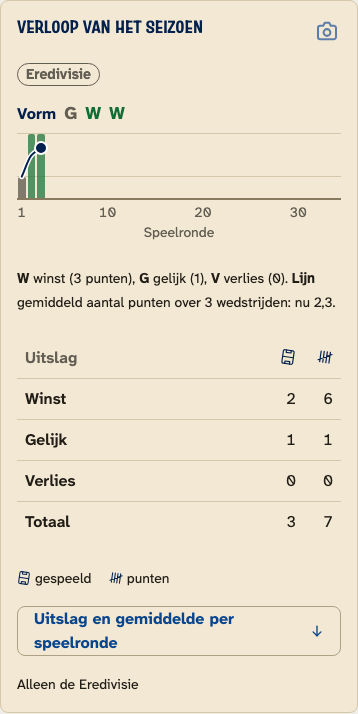 VERLOOP VAN HET SEIZOEN
Eredivisie
Vorm G W W
1 10 20 30
Speelronde
W winst (3 punten), G gelijk (1), V verlies (0). Lijn
gemiddeld aantal punten over 3 wedstrijden: nu 2,3.
Uitslag
Winst 2 6
Gelijk 1 1
Verlies 0 0
Totaal 3 7
gespeeld punten
Uitslag en gemiddelde per
speelronde
Alleen de Eredivisie